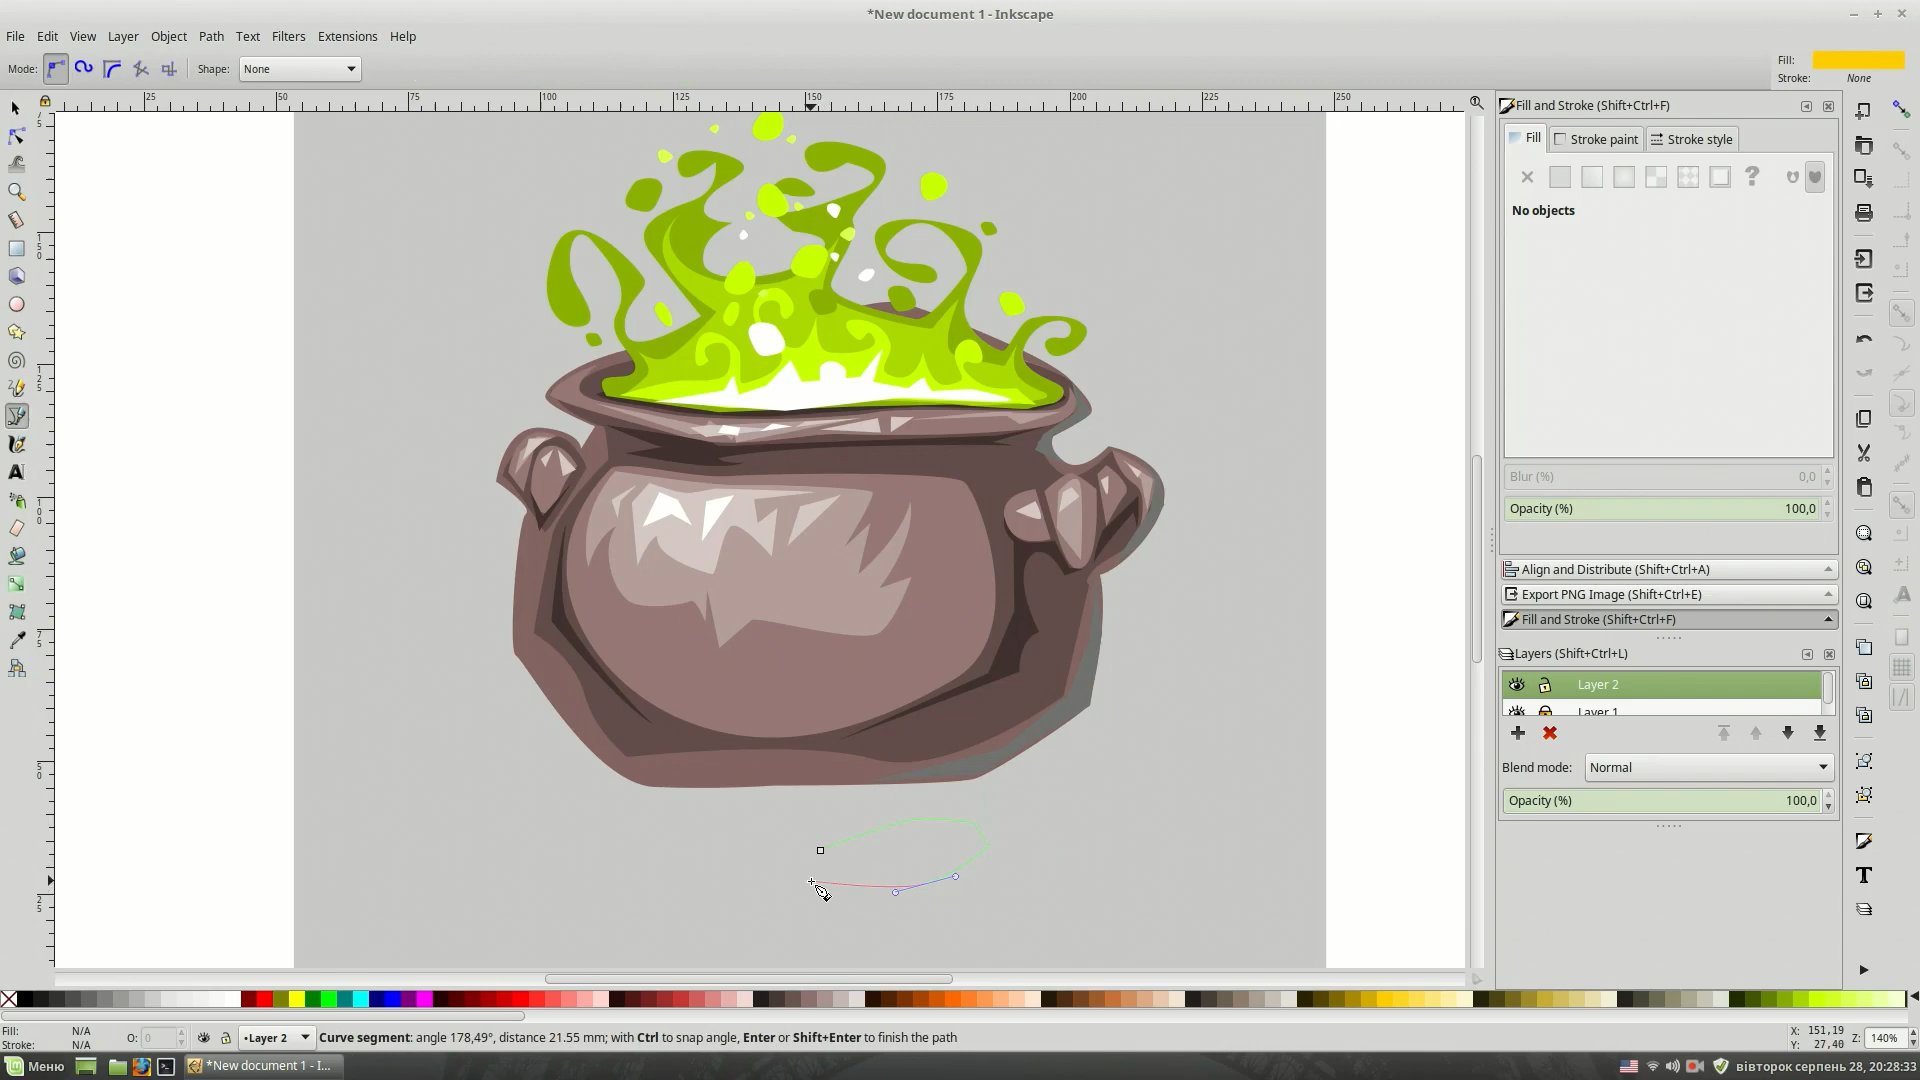 *New document 1 - Inkscape
File Edit View Layer Object Path Text Filters Extensions Help
Mode: Shape: None
Fill:
Stroke: None
25 50 75 100 125 150 175 200 225 250
Fill and Stroke (Shift+Ctrl+F)
Fill Stroke paint Stroke style
No objects
Blur (%) 0,0
Opacity (%) 100,0
Align and Distribute (Shift+Ctrl+A)
Export PNG Image (Shift+Ctrl+E)
Fill and Stroke (Shift+Ctrl+F)
Layers (Shift+Ctrl+L)
Layer 2
Layer 1
Blend mode: Normal
Opacity (%) 100,0
Fill: N/A
Stroke: N/A
O: 0
•Layer 2
Curve segment: angle 178,49°, distance 21.55 mm; with Ctrl to snap angle, Enter or Shift+Enter to finish the path
X: 151,19
Y: 27,40
Z: 140%
Меню
*New document 1 - I...
вівторок серпень 28, 20:28:33